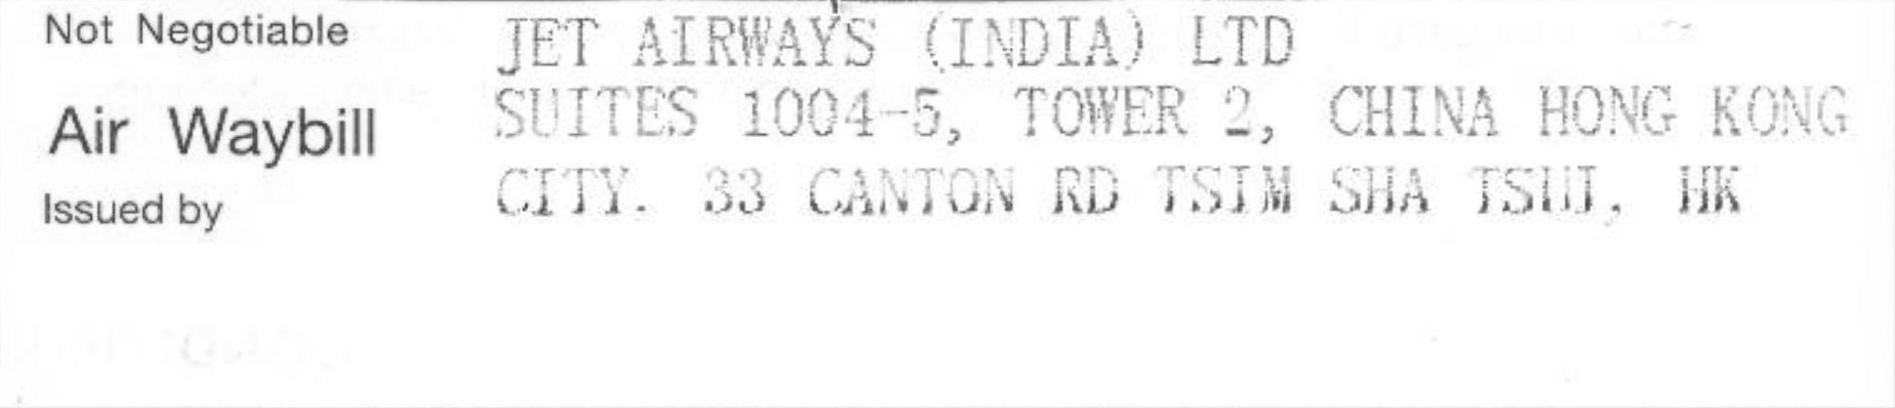 Not Negotiable
Air Waybill
Issued by
JET AIRWAYS (INDIA) LTD
SUITES 1004-5, TOWER 2, CHINA HONG KONG
CITY. 33 CANTON RD TSIM SHA TSUI, HK